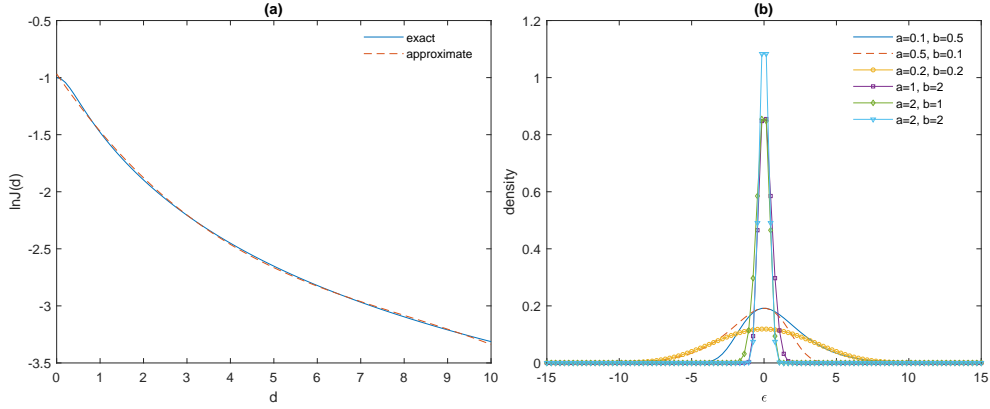 (a)
-0.5
-1
-1.5
-2
-2.5
-3
-3.5
lnJ(d)
0 1 2 3 4 5 6 7 8 9 10
d
exact
approximate
(b)
1.2
1
0.8
0.6
0.4
0.2
0
density
-15 -10 -5 0 5 10 15
ϵ
a=0.1, b=0.5
a=0.5, b=0.1
a=0.2, b=0.2
a=1, b=2
a=2, b=1
a=2, b=2